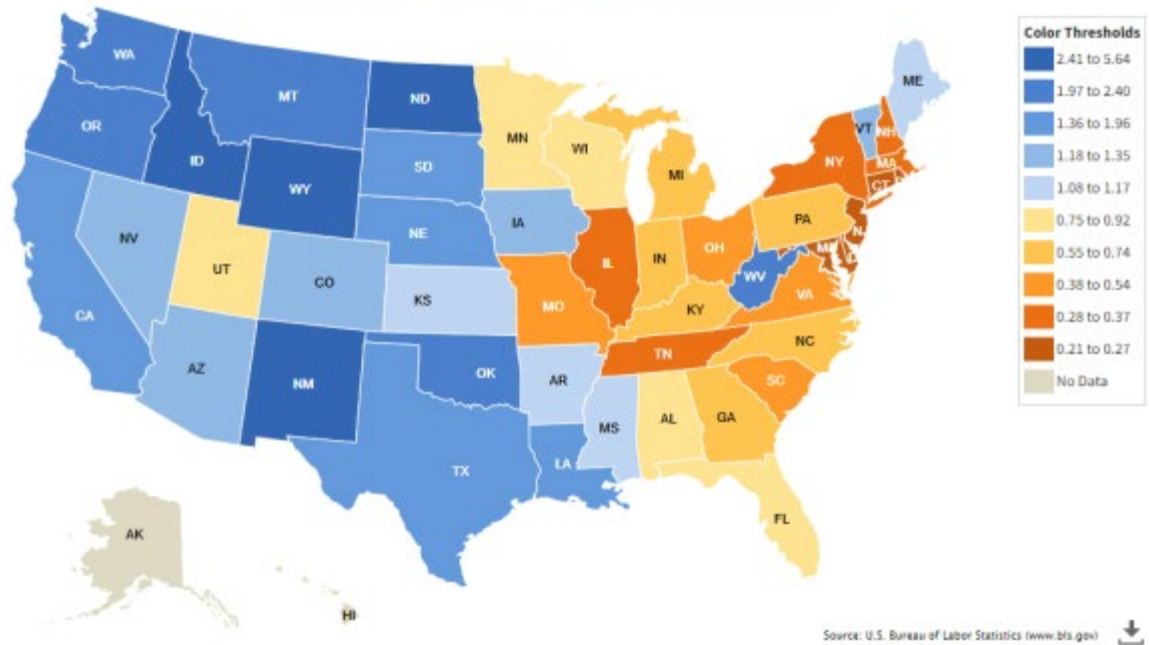 Color Thresholds
2.41 to 5.64
1.97 to 2.40
1.36 to 1.96
1.18 to 1.35
1.08 to 1.17
0.75 to 0.92
0.55 to 0.74
0.38 to 0.54
0.28 to 0.37
0.21 to 0.27
No Data
WA
MT
ND
OR
ID
WY
SD
MN
WI
MI
NY
VT
NH
ME
MA
CT
NV
UT
CO
NE
IA
IL
IN
OH
PA
WV
VA
KS
MO
KY
CA
AZ
NM
OK
AR
TN
NC
SC
TX
LA
MS
AL
GA
FL
AK
HI
Source: U.S. Bureau of Labor Statistics (www.bls.gov)